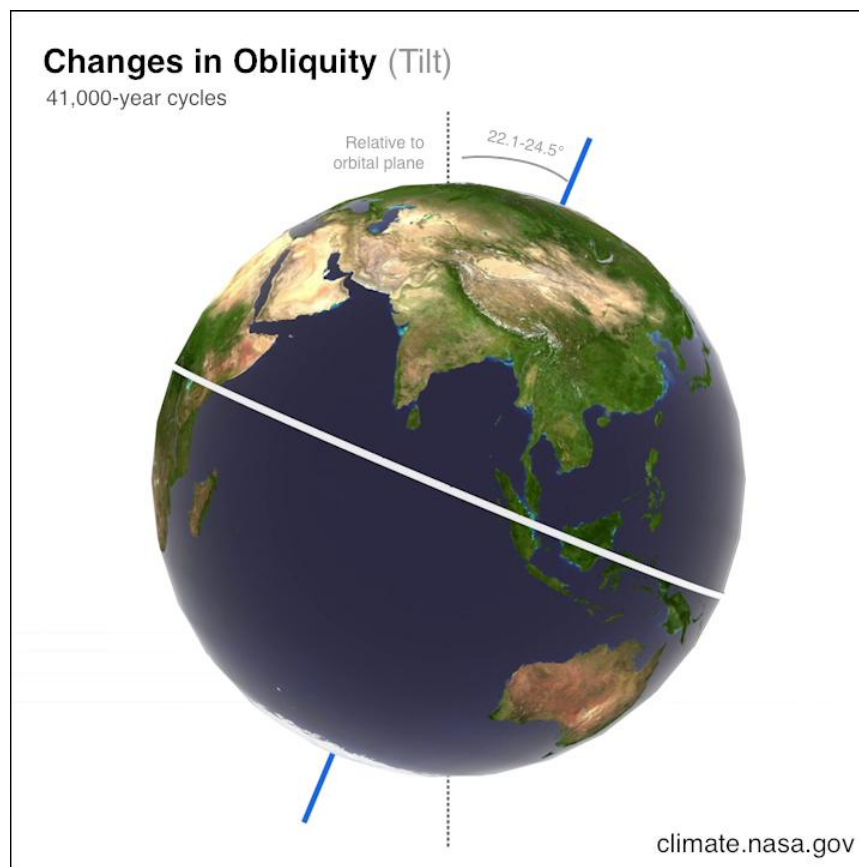 Changes in Obliquity (Tilt)
41,000-year cycles
Relative to
orbital plane
22.1-24.5°
climate.nasa.gov